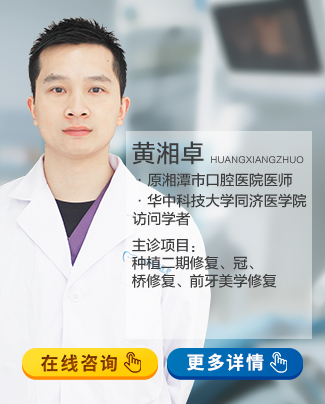 黄湘卓 HUANGXIANGZHUO
· 原湘潭市口腔医院医师
· 华中科技大学同济医学院
访问学者
主诊项目：
种植二期修复、冠、
桥修复、前牙美学修复
在线咨询
更多详情